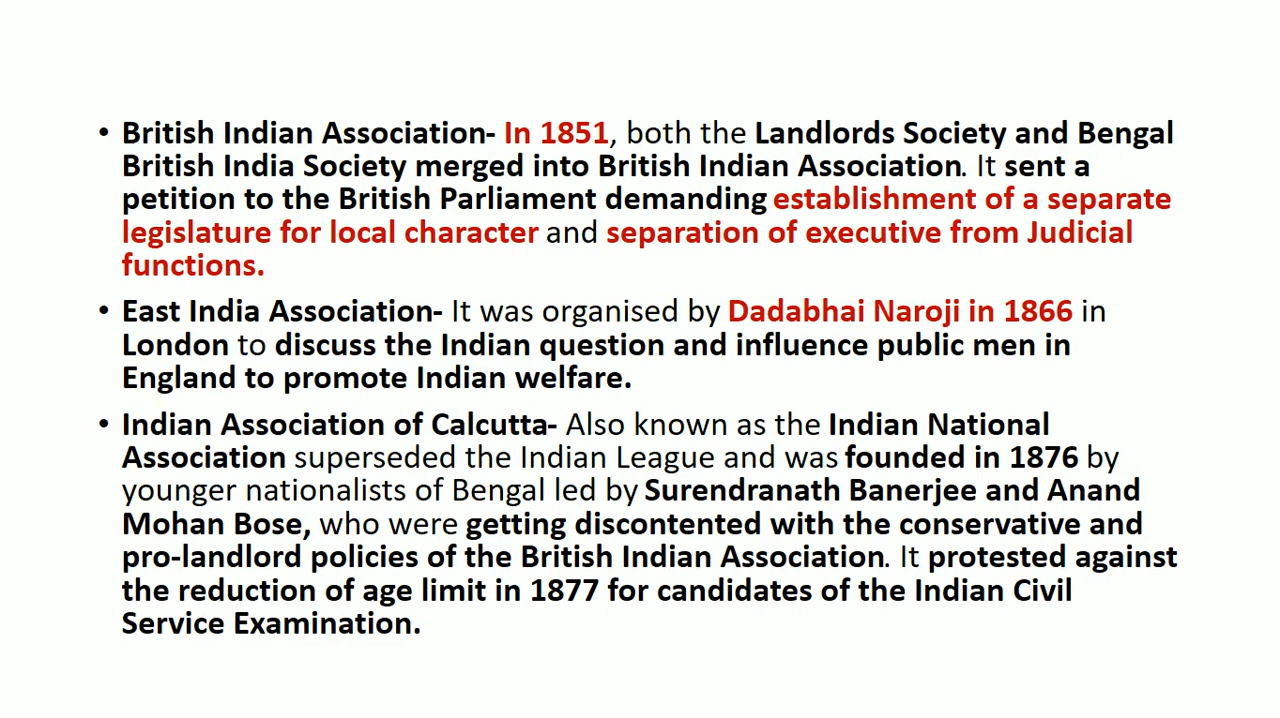 • British Indian Association- In 1851, both the Landlords Society and Bengal
British India Society merged into British Indian Association. It sent a
petition to the British Parliament demanding establishment of a separate
legislature for local character and separation of executive from Judicial
functions.
• East India Association- It was organised by Dadabhai Naroji in 1866 in
London to discuss the Indian question and influence public men in
England to promote Indian welfare.
• Indian Association of Calcutta- Also known as the Indian National
Association superseded the Indian League and was founded in 1876 by
younger nationalists of Bengal led by Surendranath Banerjee and Anand
Mohan Bose, who were getting discontented with the conservative and
pro-landlord policies of the British Indian Association. It protested against
the reduction of age limit in 1877 for candidates of the Indian Civil
Service Examination.